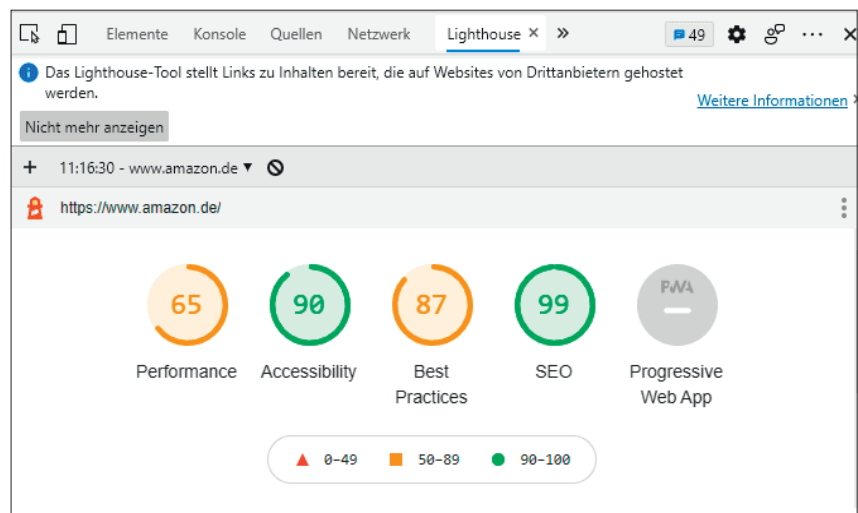 Elemente Konsole Quellen Netzwerk Lighthouse × » 49 ···
Das Lighthouse-Tool stellt Links zu Inhalten bereit, die auf Websites von Drittanbietern gehostet
werden.
Weitere Informationen
Nicht mehr anzeigen
+ 11:16:30 - www.amazon.de ▼
https://www.amazon.de/
65 90 87 99 PWA
Performance Accessibility Best SEO Progressive
Practices Web App
0–49 50–89 90–100